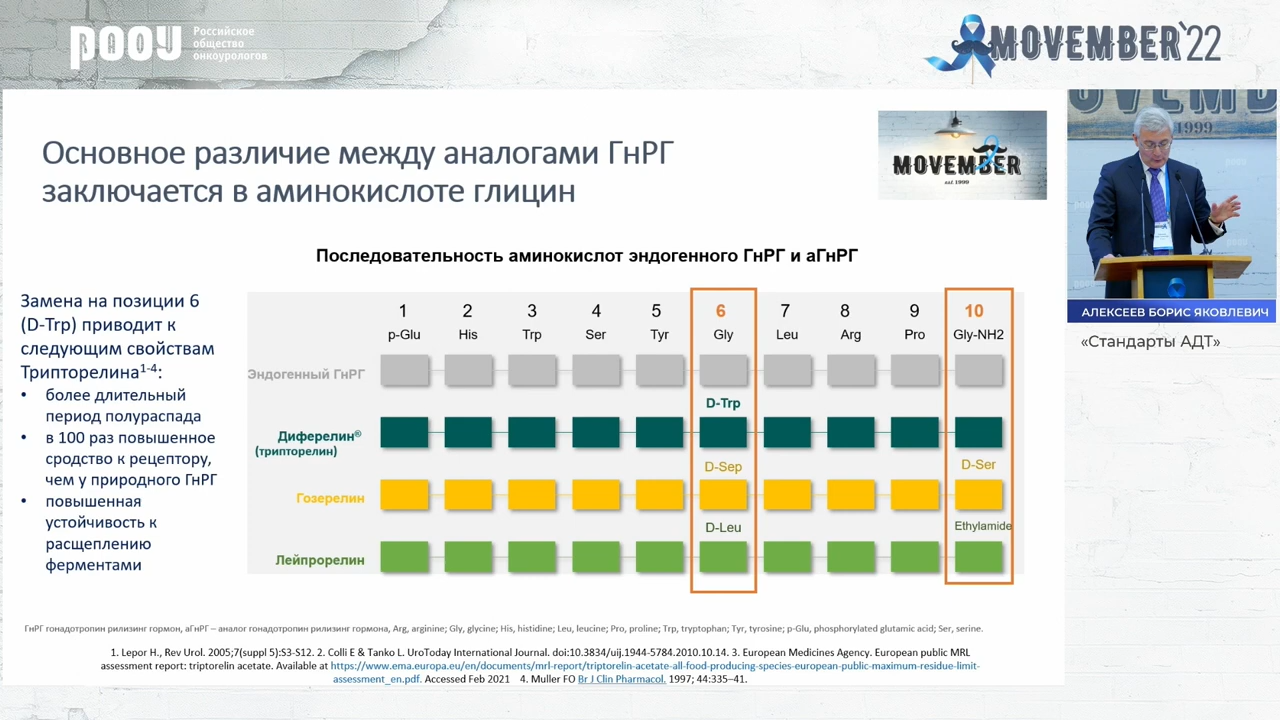 РООУ
RAOU
Российское
общество
онкоурологов
MOVEMBER'22
Основное различие между аналогами ГнРГ
заключается в аминокислоте глицин
MOVEMBER
est. 1999
1999
АЛЕКСЕЕВ БОРИС ЯКОВЛЕВИЧ
«Стандарты АДТ»
Последовательность аминокислот эндогенного ГнРГ и аГнРГ
Замена на позиции 6
(D-Trp) приводит к
следующим свойствам
Трипторелина1-4:
• более длительный
период полураспада
• в 100 раз повышенное
сродство к рецептору,
чем у природного ГнРГ
• повышенная
устойчивость к
расщеплению
ферментами
1 2 3 4 5 6 7 8 9 10
p-Glu His Trp Ser Tyr Gly Leu Arg Pro Gly-NH2
Эндогенный ГнРГ
D-Trp
Диферелин®
(трипторелин)
D-Sep D-Ser
Гозерелин
D-Leu Ethylamide
Лейпрорелин
ГнРГ гонадотропин рилизинг гормон, аГнРГ – аналог гонадотропин рилизинг гормона, Arg, arginine; Gly, glycine; His, histidine; Leu, leucine; Pro, proline; Trp, tryptophan; Tyr, tyrosine; p-Glu, phosphorylated glutamic acid; Ser, serine.
1. Lepor H., Rev Urol. 2005;7(suppl 5):S3-S12. 2. Colli E & Tanko L. UroToday International Journal. doi:10.3834/uij.1944-5784.2010.10.14. 3. European Medicines Agency. European public MRL
assessment report: triptorelin acetate. Available at https://www.ema.europa.eu/en/documents/mrl-report/triptorelin-acetate-all-food-producing-species-european-public-maximum-residue-limit-
assessment_en.pdf. Accessed Feb 2021 4. Muller FO Br J Clin Pharmacol. 1997; 44:335–41.